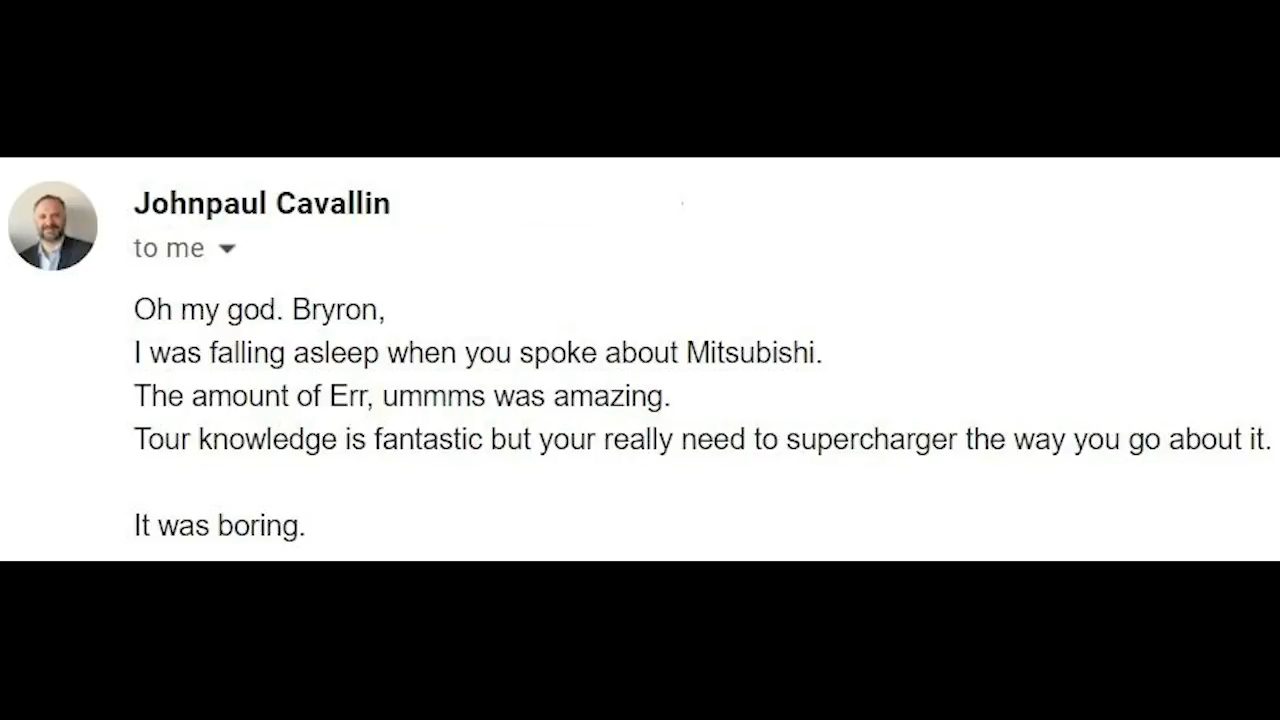 Johnpaul Cavallin
to me
Oh my god. Bryron,
I was falling asleep when you spoke about Mitsubishi.
The amount of Err, ummms was amazing.
Tour knowledge is fantastic but your really need to supercharger the way you go about it.
It was boring.